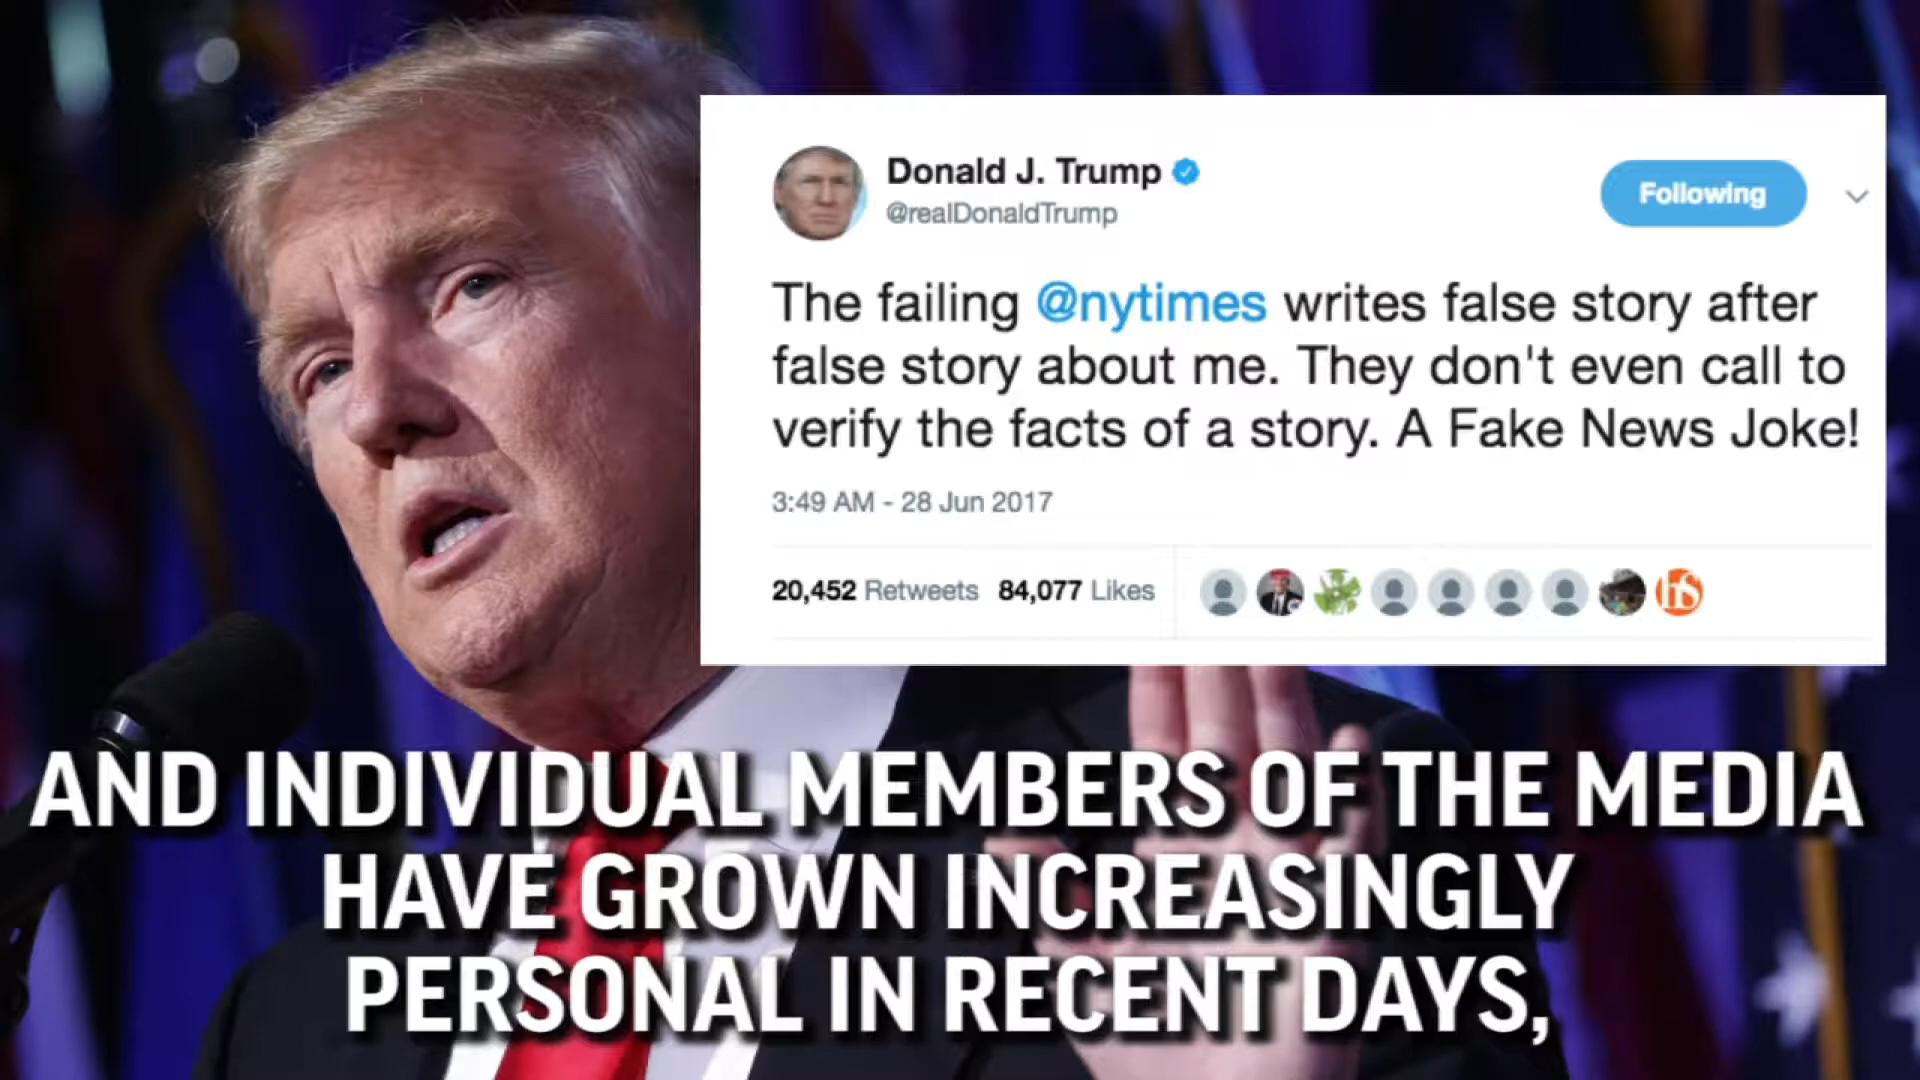 Donald J. Trump
@realDonaldTrump
Following
The failing @nytimes writes false story after
false story about me. They don't even call to
verify the facts of a story. A Fake News Joke!
3:49 AM - 28 Jun 2017
20,452 Retweets 84,077 Likes
hS
AND INDIVIDUAL MEMBERS OF THE MEDIA
HAVE GROWN INCREASINGLY
PERSONAL IN RECENT DAYS,